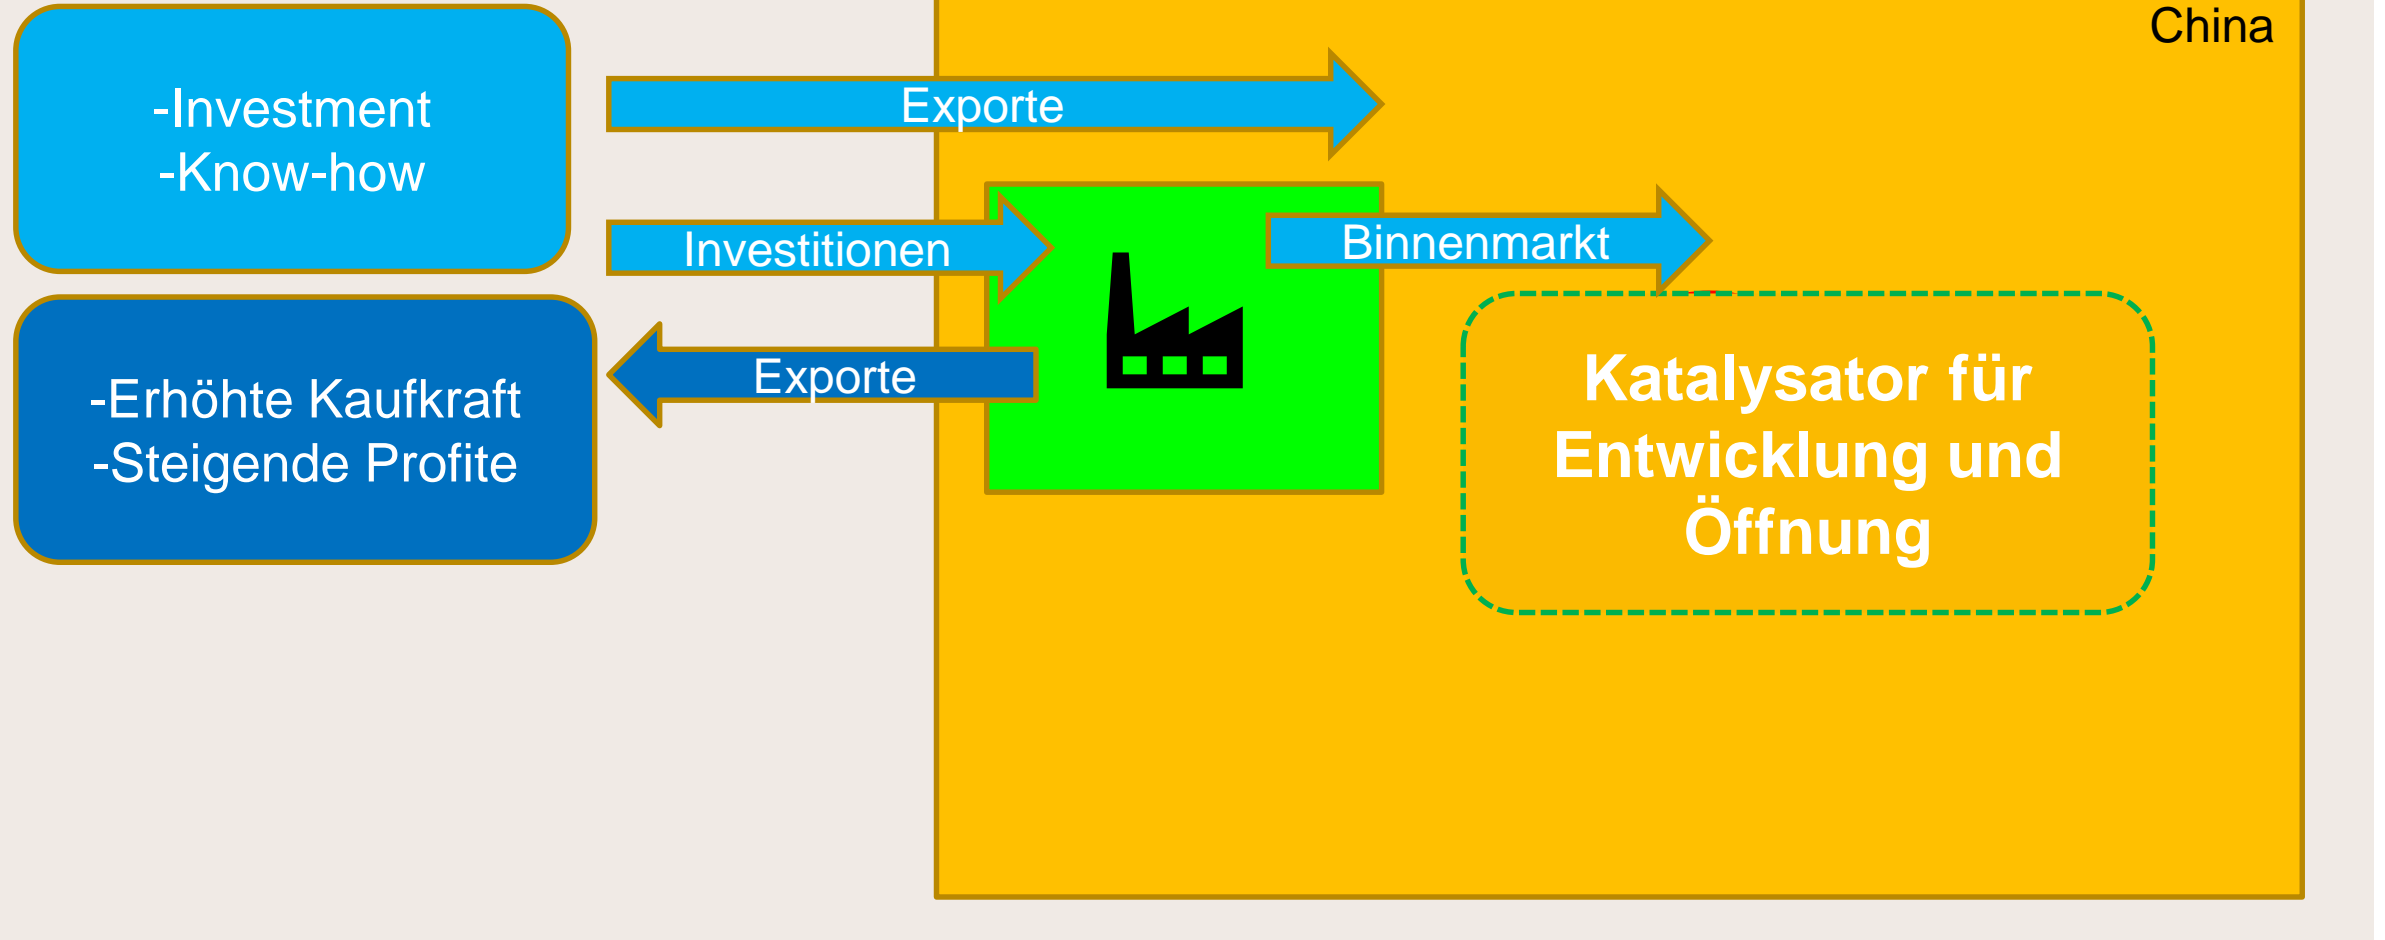 China
-Investment
-Know-how
Exporte
Investitionen
Binnenmarkt
-Erhöhte Kaufkraft
-Steigende Profite
Exporte
Katalysator für
Entwicklung und
Öffnung